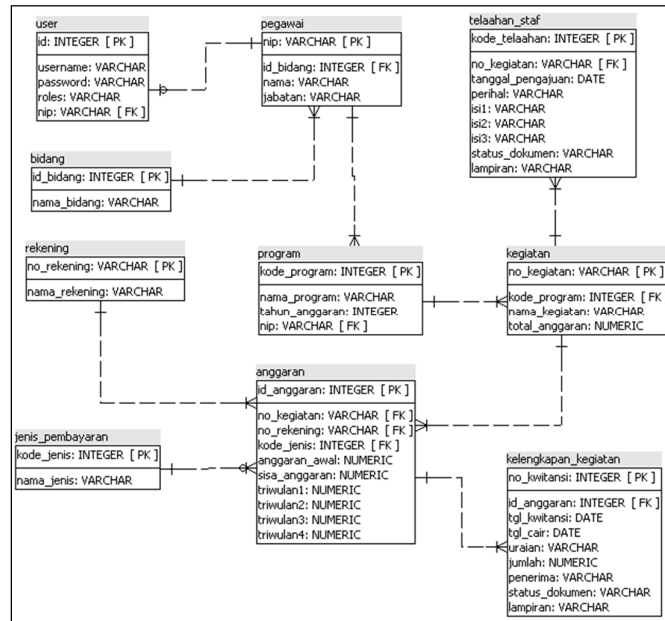 user
id: INTEGER [ PK ]
username: VARCHAR
password: VARCHAR
roles: VARCHAR
nip: VARCHAR [ FK ]
pegawai
nip: VARCHAR [ PK ]
id_bidang: INTEGER [ FK ]
nama: VARCHAR
jabatan: VARCHAR
telaahan_staf
kode_telaahan: INTEGER [ PK ]
no_kegiatan: VARCHAR [ FK ]
tanggal_pengajuan: DATE
perihal: VARCHAR
isi1: VARCHAR
isi2: VARCHAR
isi3: VARCHAR
status_dokumen: VARCHAR
lampiran: VARCHAR
bidang
id_bidang: INTEGER [ PK ]
nama_bidang: VARCHAR
rekening
no_rekening: VARCHAR [ PK ]
nama_rekening: VARCHAR
program
kode_program: INTEGER [ PK ]
nama_program: VARCHAR
tahun_anggaran: INTEGER
nip: VARCHAR [ FK ]
kegiatan
no_kegiatan: VARCHAR [ PK ]
kode_program: INTEGER [ FK ]
nama_kegiatan: VARCHAR
total_anggaran: NUMERIC
anggaran
id_anggaran: INTEGER [ PK ]
no_kegiatan: VARCHAR [ FK ]
no_rekening: VARCHAR [ FK ]
kode_jenis: INTEGER [ FK ]
anggaran_awal: NUMERIC
sisa_anggaran: NUMERIC
triwulan1: NUMERIC
triwulan2: NUMERIC
triwulan3: NUMERIC
triwulan4: NUMERIC
jenis_pembayaran
kode_jenis: INTEGER [ PK ]
nama_jenis: VARCHAR
kelengkapan_kegiatan
no_kwitansi: INTEGER [ PK ]
id_anggaran: INTEGER [ FK ]
tgl_kwitansi: DATE
tgl_cair: DATE
uraian: VARCHAR
jumlah: NUMERIC
penerima: VARCHAR
status_dokumen: VARCHAR
lampiran: VARCHAR